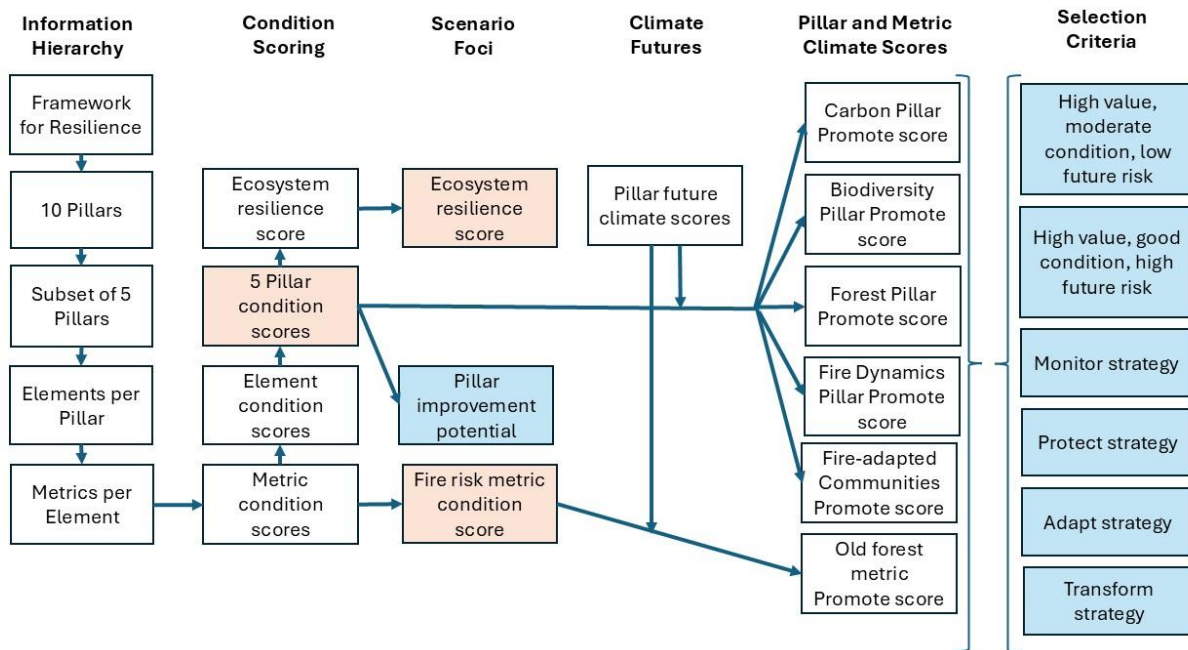 Information
Hierarchy
Condition
Scoring
Scenario
Foci
Climate
Futures
Pillar and Metric
Climate Scores
Selection
Criteria
Framework
for Resilience
10 Pillars
Subset of 5
Pillars
Elements per
Pillar
Metrics per
Element
Ecosystem
resilience
score
5 Pillar
condition
scores
Element
condition
scores
Metric
condition
scores
Ecosystem
resilience
score
Pillar
improvement
potential
Fire risk metric
condition
score
Pillar future
climate scores
Carbon Pillar
Promote score
Biodiversity
Pillar Promote
score
Forest Pillar
Promote score
Fire Dynamics
Pillar Promote
score
Fire-adapted
Communities
Promote score
Old forest
metric
Promote score
High value,
moderate
condition, low
future risk
High value, good
condition, high
future risk
Monitor strategy
Protect strategy
Adapt strategy
Transform
strategy